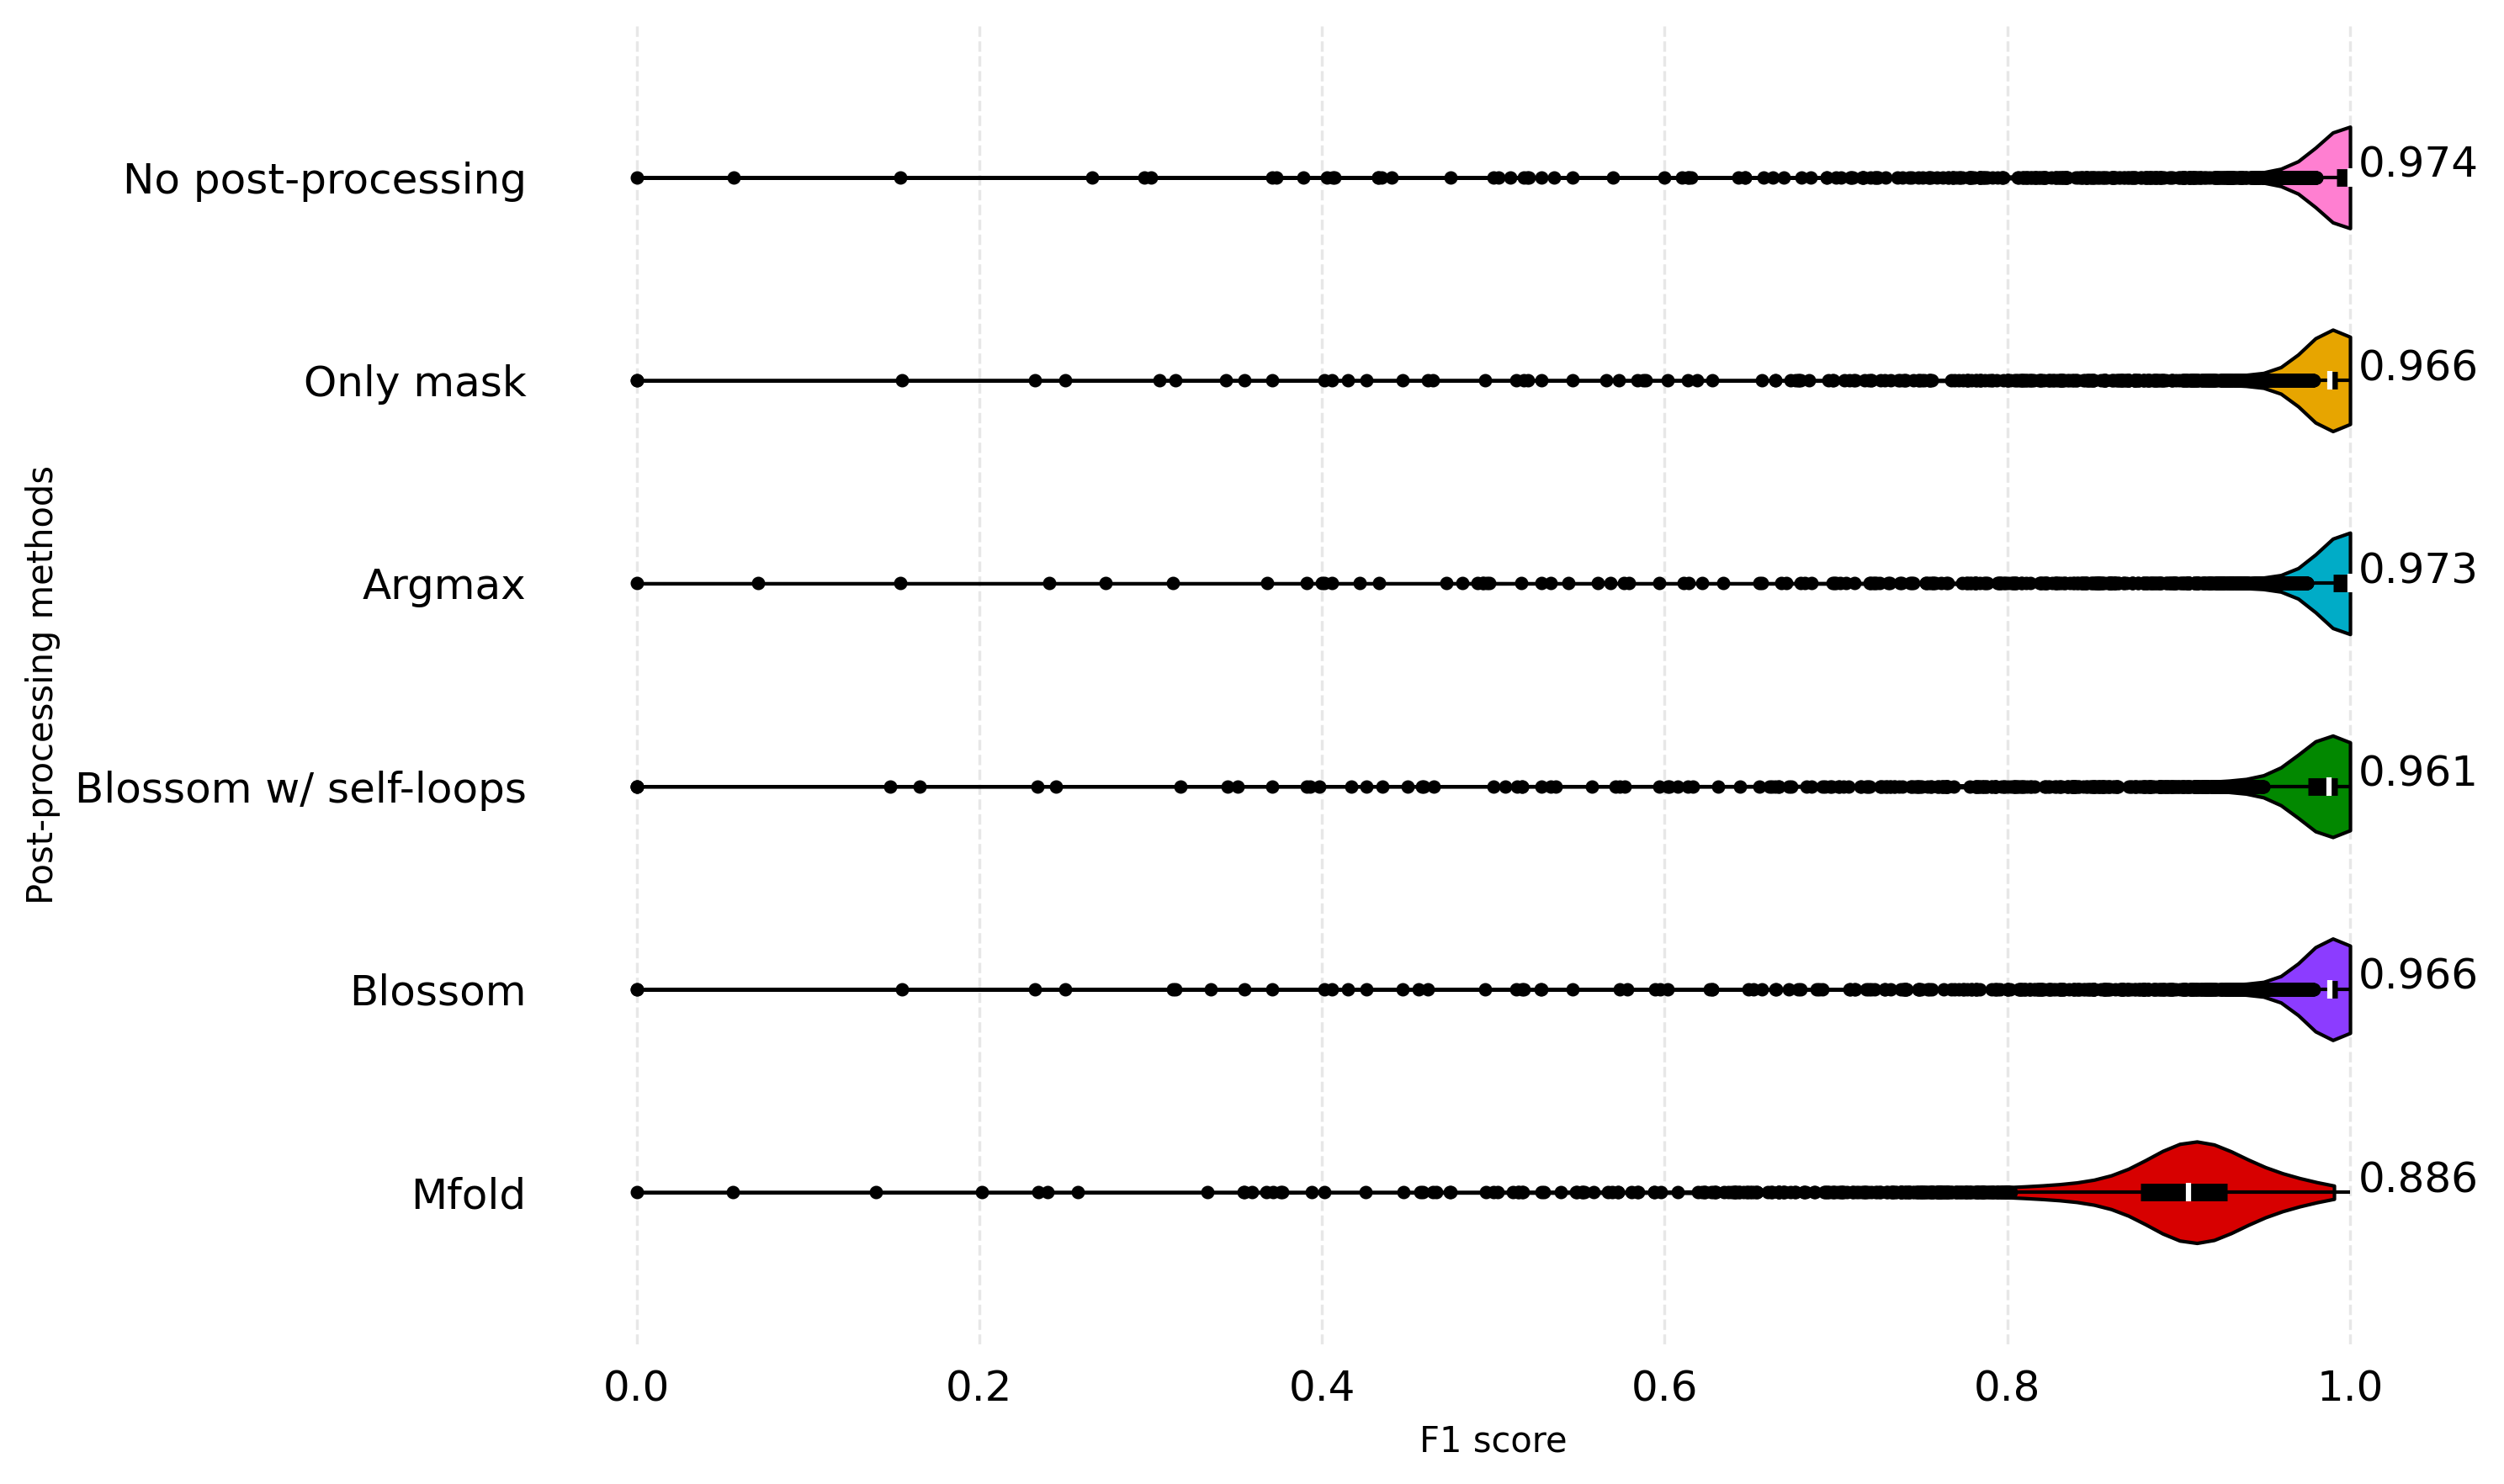 Post-processing methods
No post-processing 0.974
Only mask 0.966
Argmax 0.973
Blossom w/ self-loops 0.961
Blossom 0.966
Mfold 0.886
0.0 0.2 0.4 0.6 0.8 1.0
F1 score